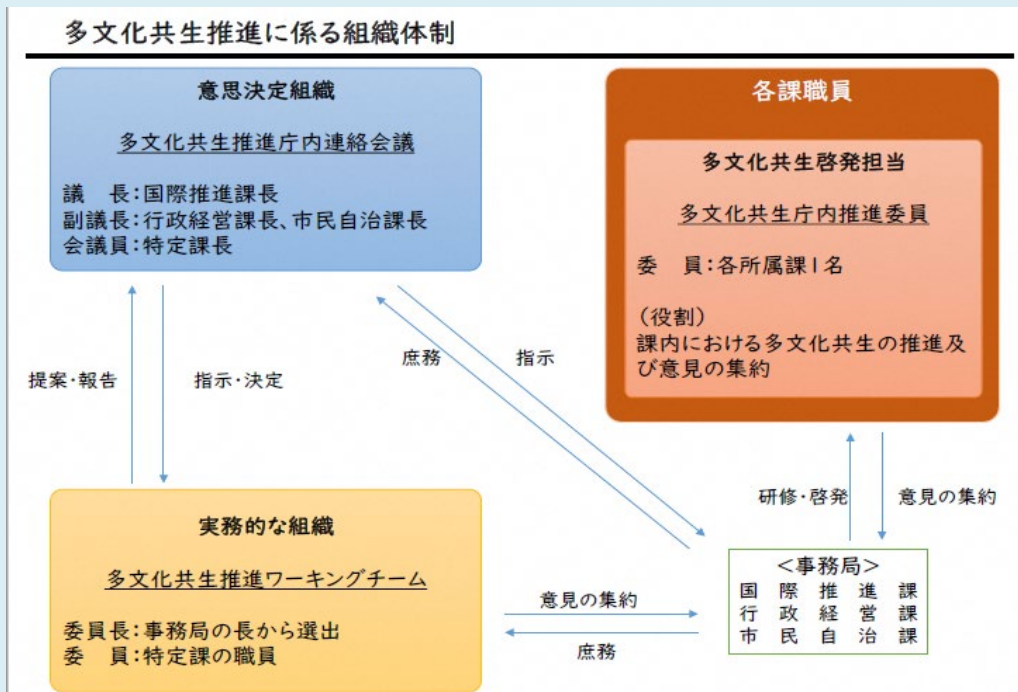 多文化共生推進に係る組織体制
意思決定組織
多文化共生推進庁内連絡会議
議　長：国際推進課長
副議長：行政経営課長、市民自治課長
会議員：特定課長
各課職員
多文化共生啓発担当
多文化共生庁内推進委員
委　員：各所属課1名
（役割）
課内における多文化共生の推進及
び意見の集約
提案・報告
指示・決定
庶務
指示
研修・啓発
意見の集約
実務的な組織
多文化共生推進ワーキングチーム
委員長：事務局の長から選出
委　員：特定課の職員
意見の集約
庶務
＜事務局＞
国際推進課
行政経営課
市民自治課